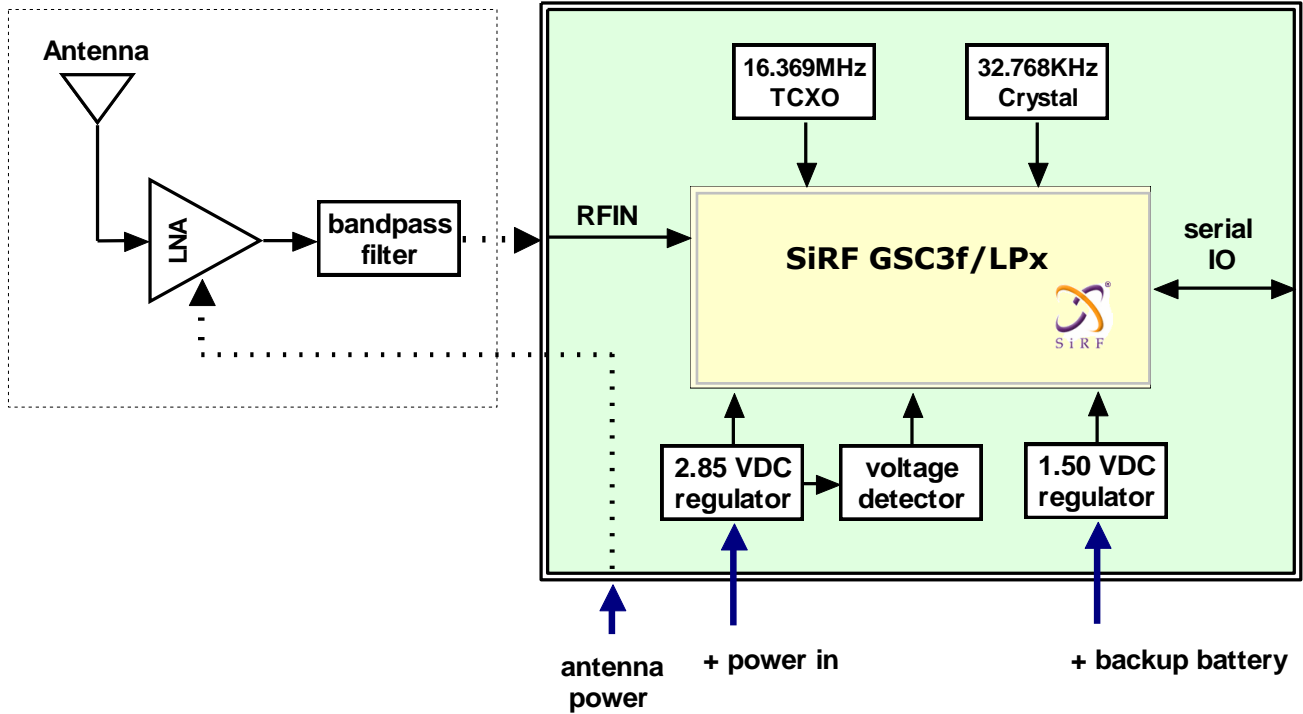 Antenna
LNA
bandpass
filter
16.369MHz
TCXO
32.768KHz
Crystal
RFIN
SiRF GSC3f/LPx
®
SiRF
serial
IO
2.85 VDC
regulator
voltage
detector
1.50 VDC
regulator
antenna
power
+ power in
+ backup battery